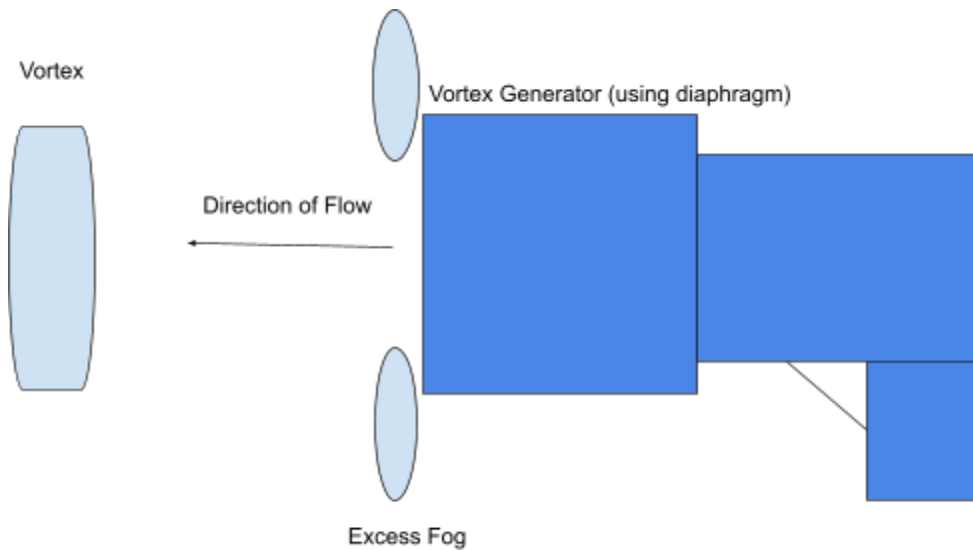 Vortex
Vortex Generator (using diaphragm)
Direction of Flow
Excess Fog